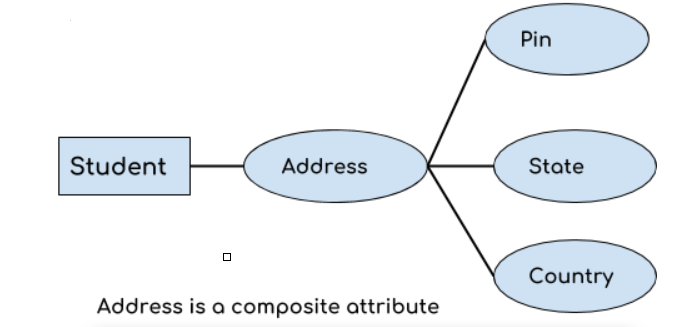 Pin
Student
Address
State
Country
Address is a composite attribute